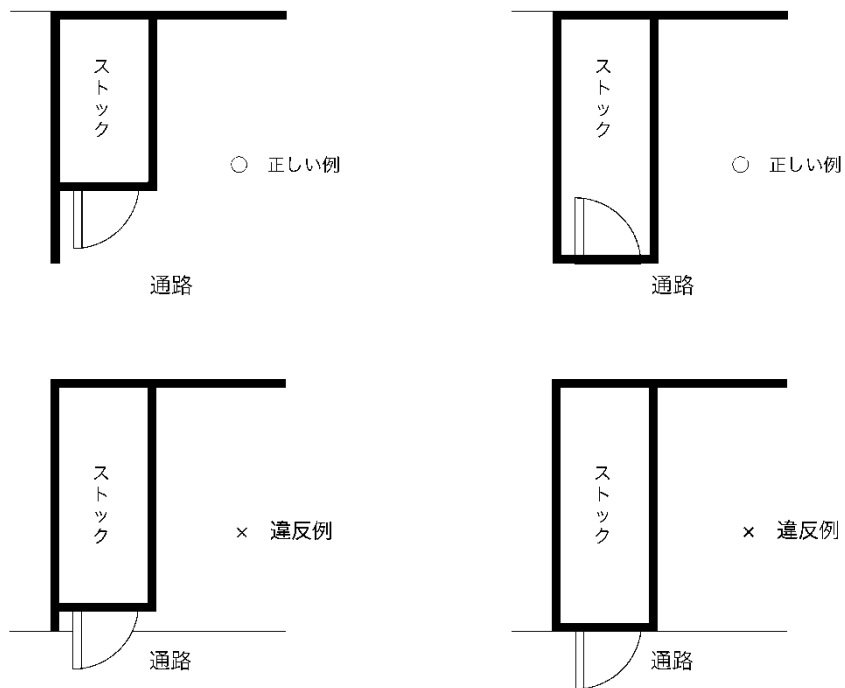 ストック
○ 正しい例
通路
ストック
○ 正しい例
通路
ストック
× 違反例
通路
ストック
× 違反例
通路